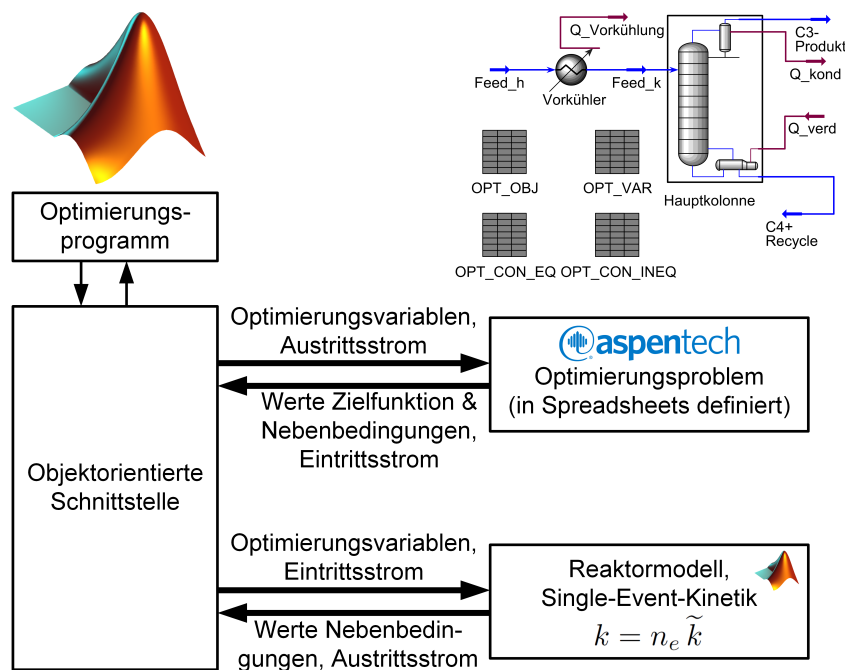 Q_Vorkühlung
C3-
Produkt
Feed_h
Feed_k
Q_kond
Vorkühler
Q_verd
OPT_OBJ
OPT_VAR
Hauptkolonne
C4+
Recycle
OPT_CON_EQ
OPT_CON_INEQ
Optimierungs-
programm
Optimierungsvariablen,
Austrittsstrom
aspentech
Optimierungsproblem
(in Spreadsheets definiert)
Werte Zielfunktion &
Nebenbedingungen,
Eintrittsstrom
Objektorientierte
Schnittstelle
Optimierungsvariablen,
Eintrittsstrom
Reaktormodell,
Single-Event-Kinetik
k = nₑ k̃
Werte Nebenbedin-
gungen, Austrittsstrom